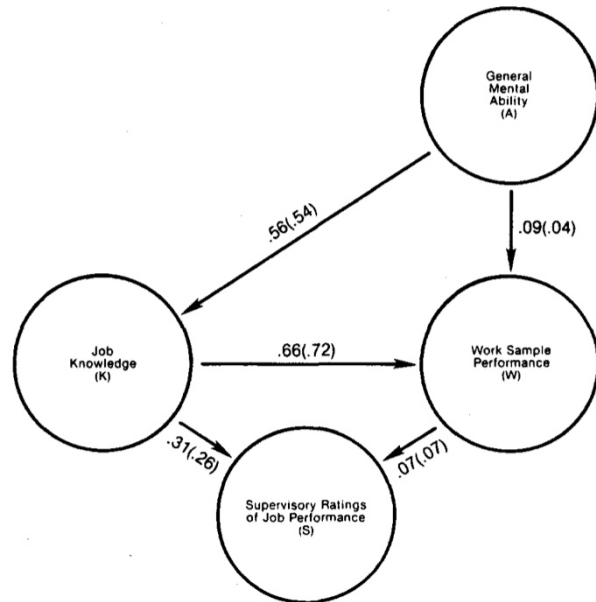 General
Mental
Ability
(A)
.56(.54)
.09(.04)
Job
Knowledge
(K)
.66(.72)
Work Sample
Performance
(W)
.31(.26)
.07(.07)
Supervisory Ratings
of Job Performance
(S)